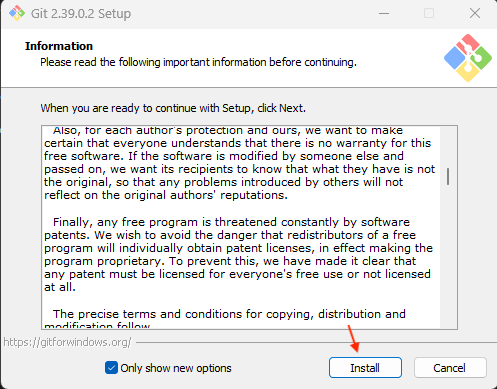 Git 2.39.0.2 Setup
Information
Please read the following important information before continuing.
When you are ready to continue with Setup, click Next.
Also, for each author's protection and ours, we want to make
certain that everyone understands that there is no warranty for this
free software. If the software is modified by someone else and
passed on, we want its recipients to know that what they have is not
the original, so that any problems introduced by others will not
reflect on the original authors' reputations.
Finally, any free program is threatened constantly by software
patents. We wish to avoid the danger that redistributors of a free
program will individually obtain patent licenses, in effect making the
program proprietary. To prevent this, we have made it clear that
any patent must be licensed for everyone's free use or not licensed
at all.
The precise terms and conditions for copying, distribution and
modification follow.
https://gitforwindows.org/
Only show new options
Install
Cancel